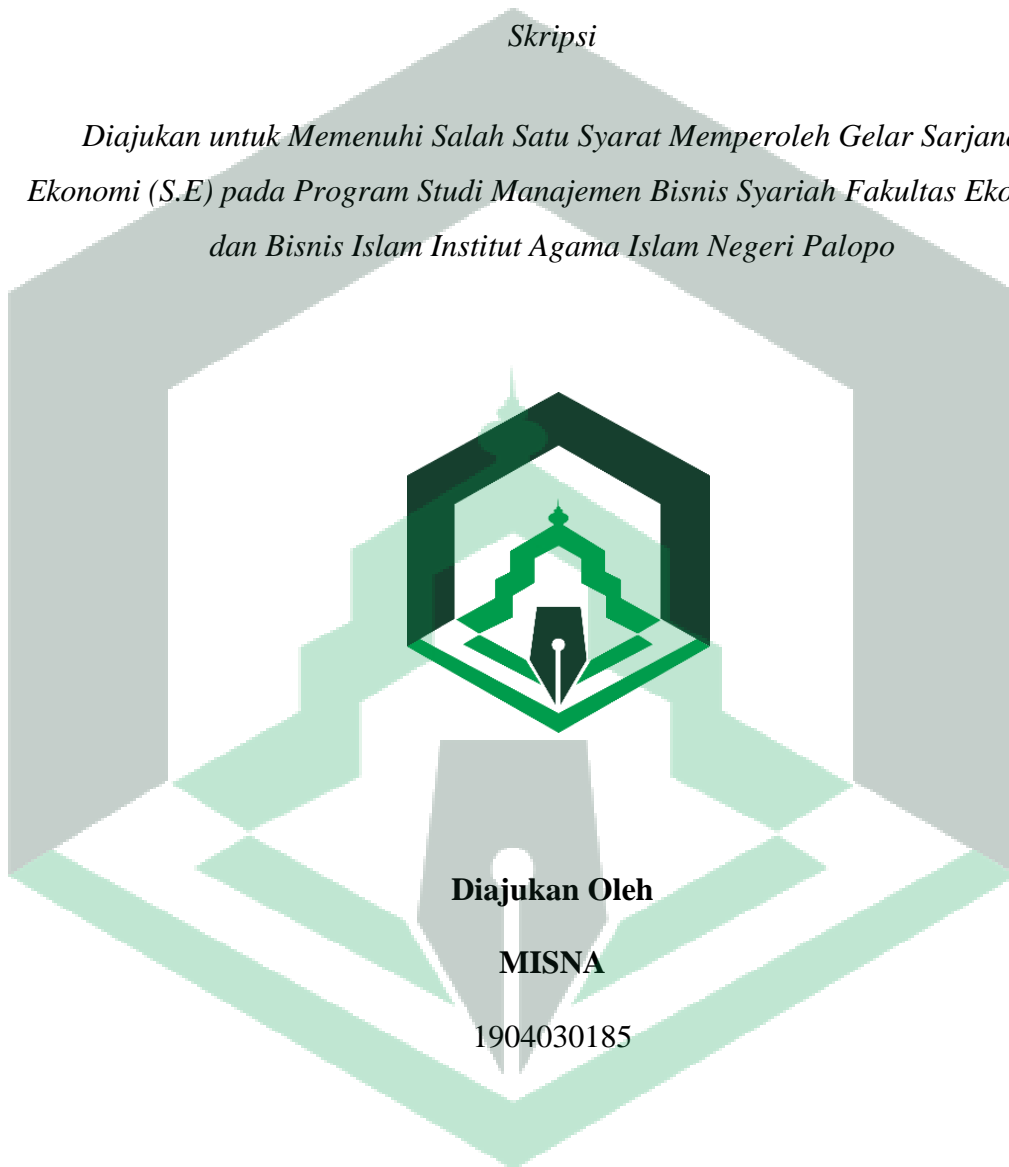 Skripsi
Diajukan untuk Memenuhi Salah Satu Syarat Memperoleh Gelar Sarjana
Ekonomi (S.E) pada Program Studi Manajemen Bisnis Syariah Fakultas Eko
dan Bisnis Islam Institut Agama Islam Negeri Palopo
Diajukan Oleh
MISNA
1904030185